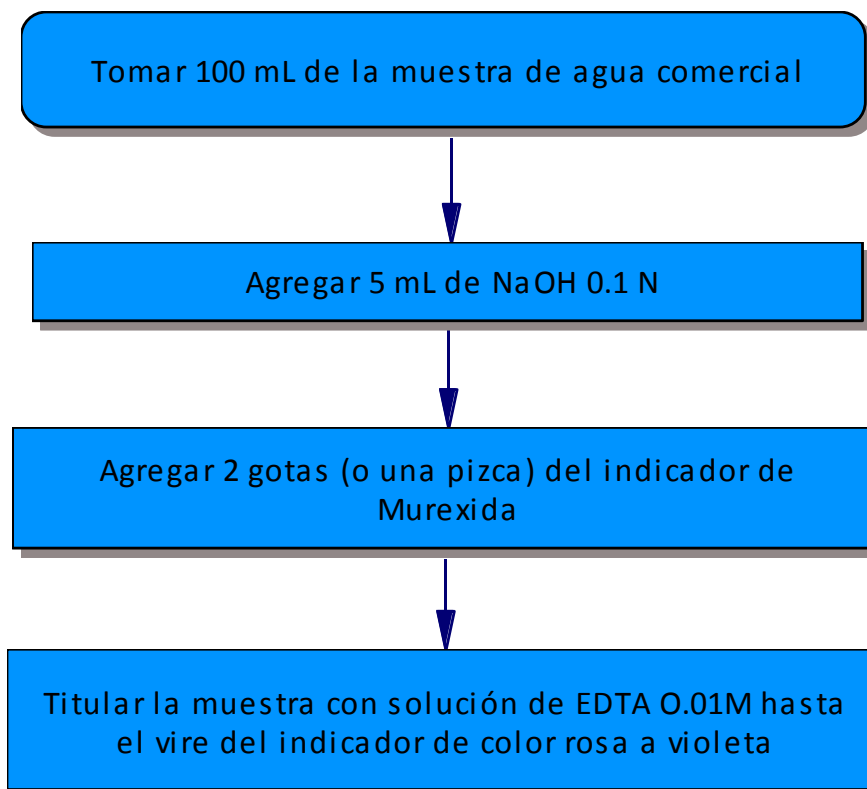 Tomar 100 mL de la muestra de agua comercial
Agregar 5 mL de NaOH 0.1 N
Agregar 2 gotas (o una pizca) del indicador de
Murexida
Titular la muestra con solución de EDTA O.01M hasta
el vire del indicador de color rosa a violeta